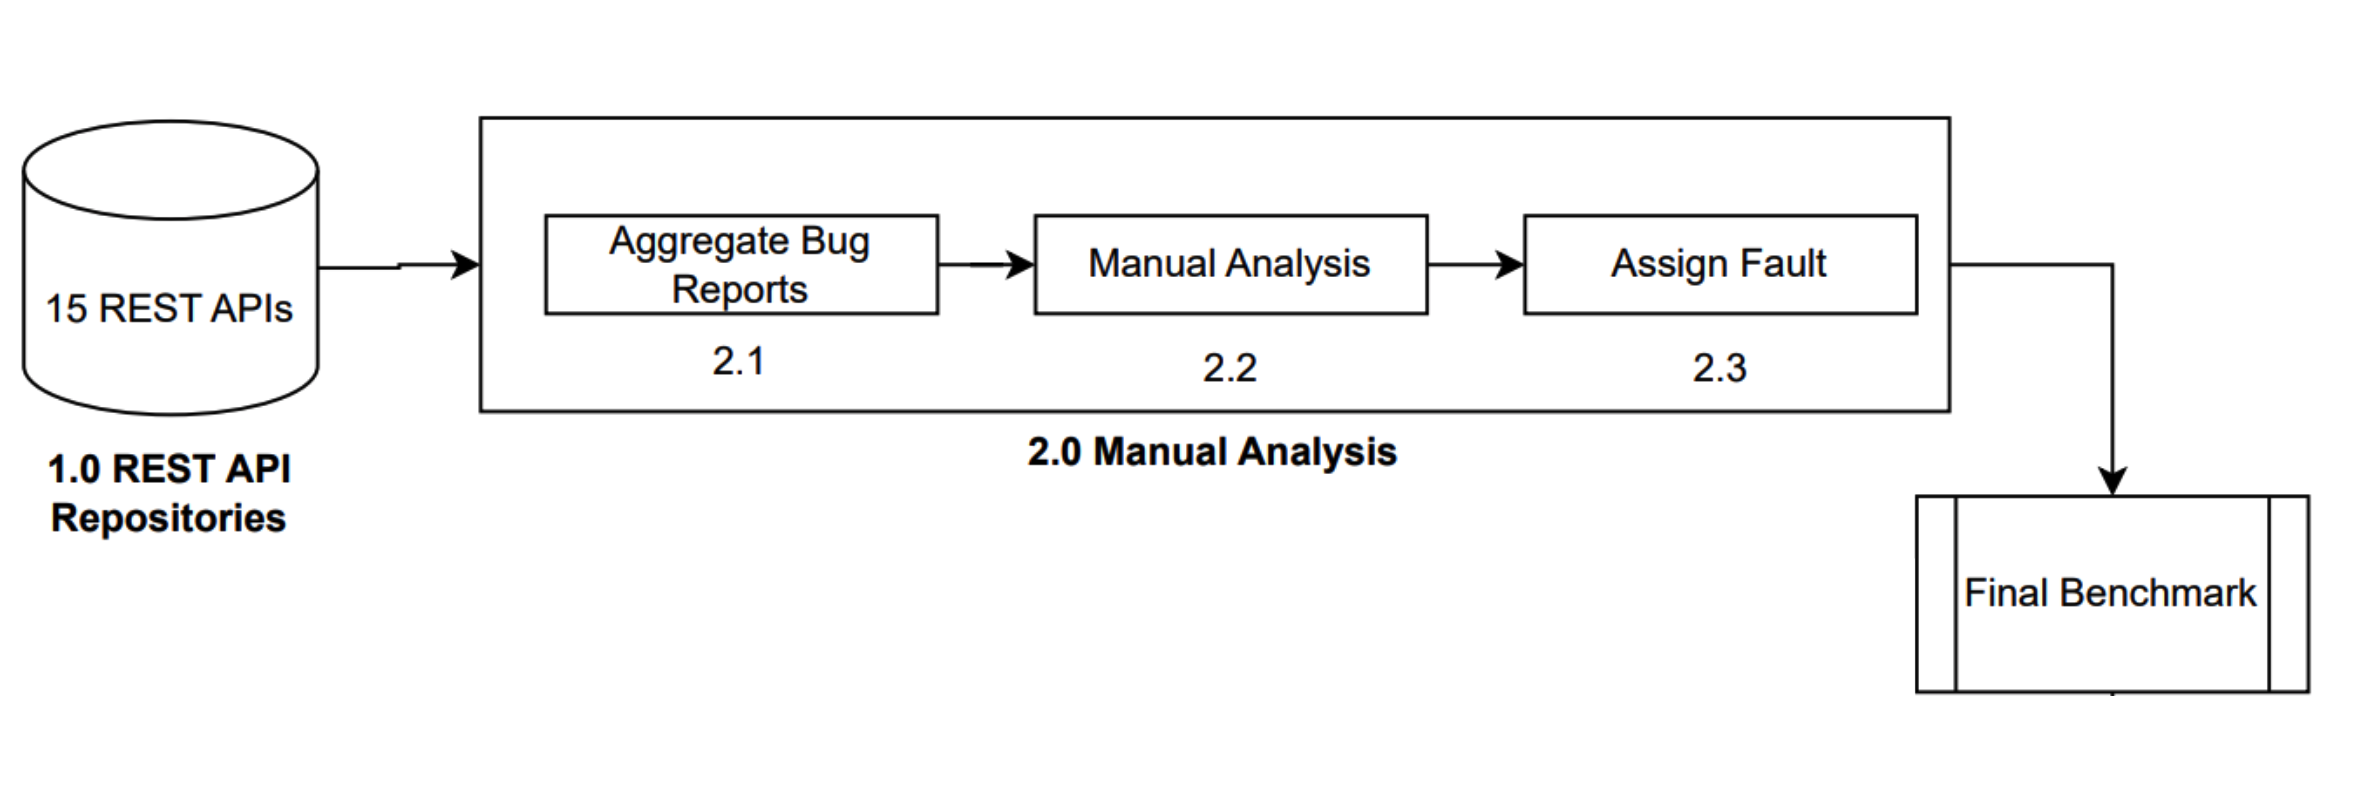 15 REST APIs
1.0 REST API
Repositories
Aggregate Bug
Reports
2.1
Manual Analysis
2.2
Assign Fault
2.3
2.0 Manual Analysis
Final Benchmark